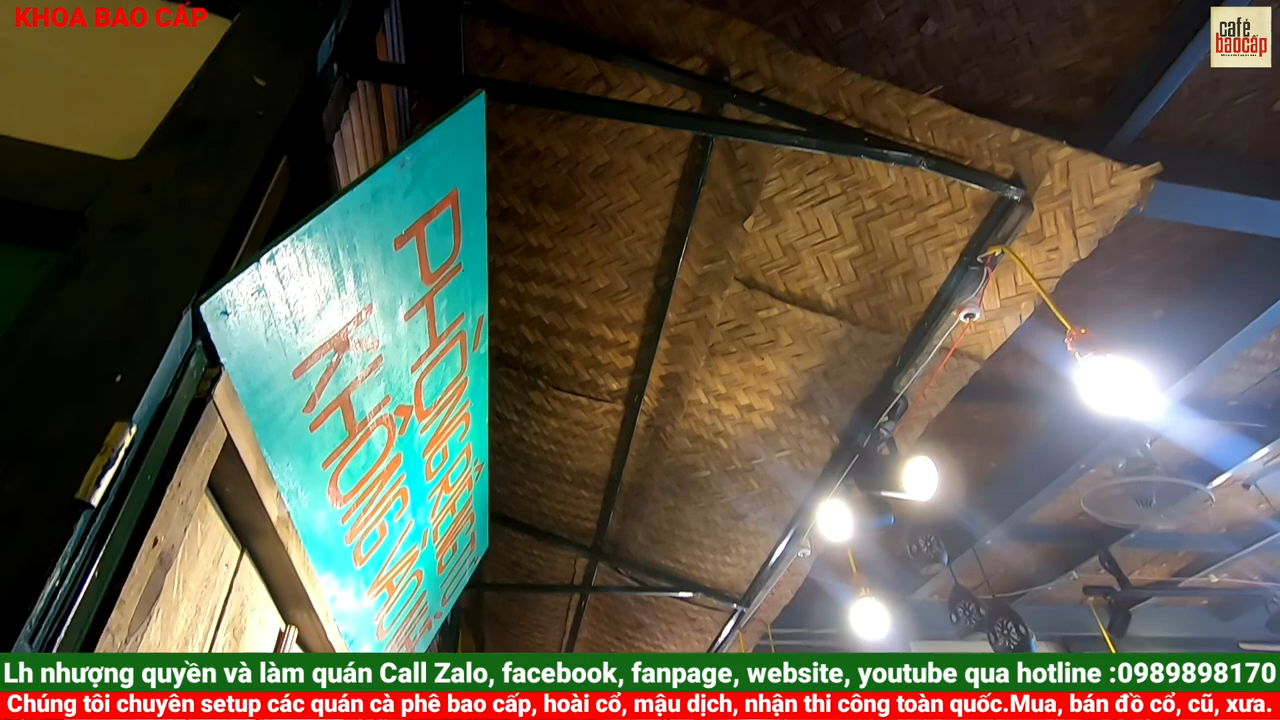 KHOA BAO CẤP
café
baocấp
PHÒNG RIÊNG
KHÔNG VÀO
Lh nhượng quyền và làm quán Call Zalo, facebook, fanpage, website, youtube qua hotline :0989898170
Chúng tôi chuyên setup các quán cà phê bao cấp, hoài cổ, mậu dịch, nhận thi công toàn quốc.Mua, bán đồ cổ, cũ, xưa.